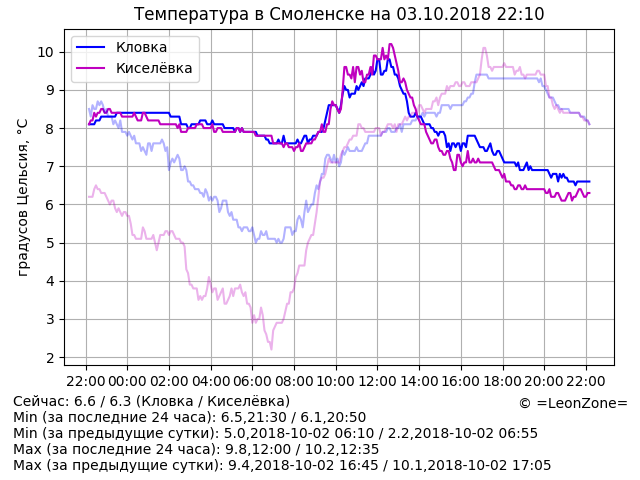 Температура в Смоленске на 03.10.2018 22:10
Кловка
Киселёвка
градусов Цельсия, °C
10
9
8
7
6
5
4
3
2
22:00 00:00 02:00 04:00 06:00 08:00 10:00 12:00 14:00 16:00 18:00 20:00 22:00
Сейчас: 6.6 / 6.3 (Кловка / Киселёвка)
© =LeonZone=
Min (за последние 24 часа): 6.5,21:30 / 6.1,20:50
Min (за предыдущие сутки): 5.0,2018-10-02 06:10 / 2.2,2018-10-02 06:55
Max (за последние 24 часа): 9.8,12:00 / 10.2,12:35
Max (за предыдущие сутки): 9.4,2018-10-02 16:45 / 10.1,2018-10-02 17:05